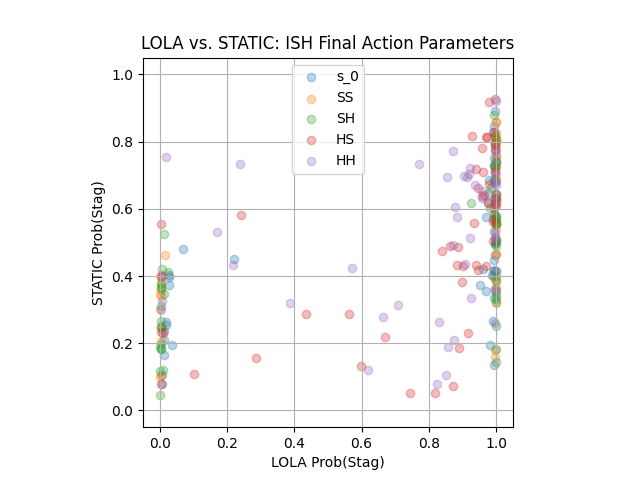 LOLA vs. STATIC: ISH Final Action Parameters
s_0
SS
SH
HS
HH
STATIC Prob(Stag)
1.0
0.8
0.6
0.4
0.2
0.0
0.0 0.2 0.4 0.6 0.8 1.0
LOLA Prob(Stag)